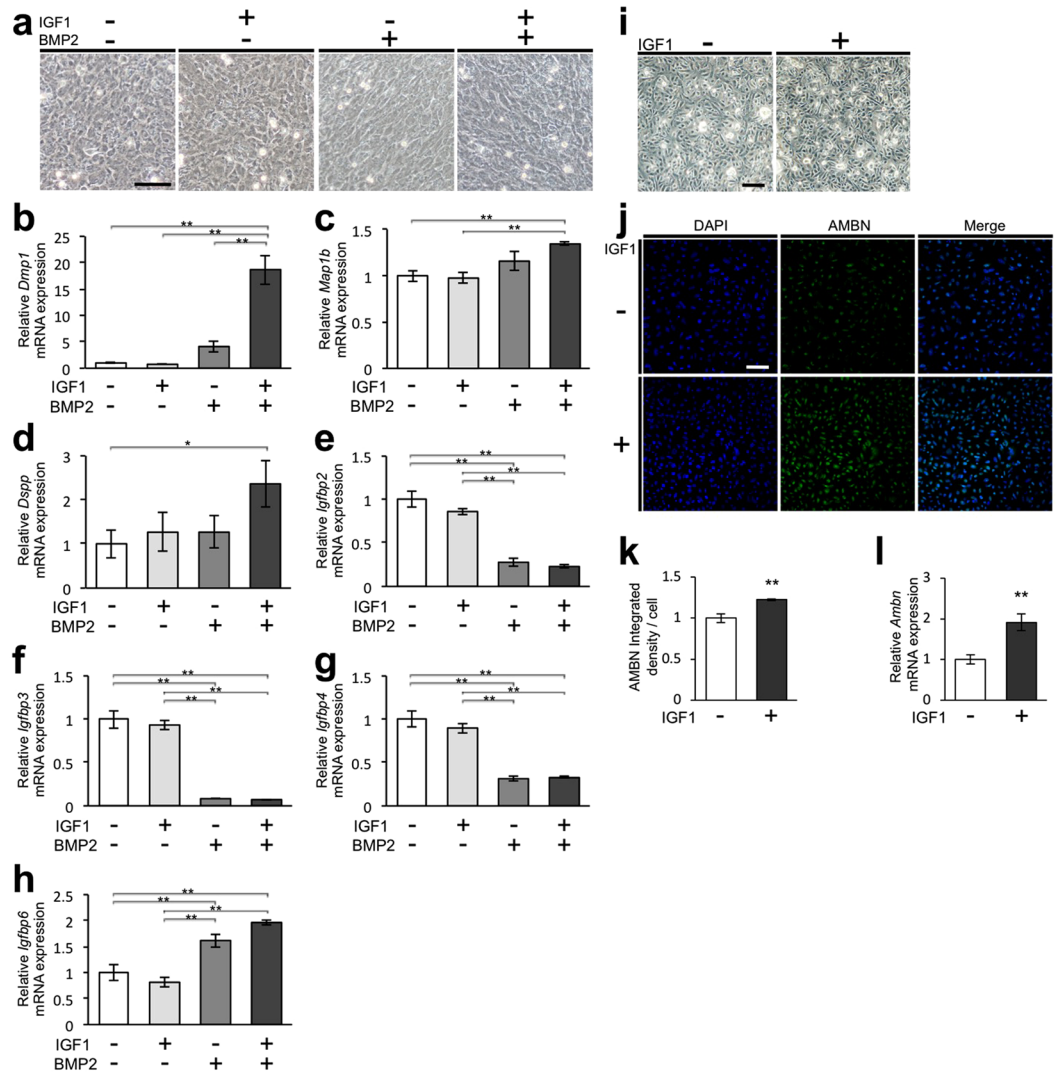 a
IGF1 - + - +
BMP2 - - + +
b
Relative Dmp1
mRNA expression
25
20
15
10
5
0
**
**
**
IGF1 - + - +
BMP2 - - + +
c
Relative Map1b
mRNA expression
1.5
1
0.5
0
**
**
IGF1 - + - +
BMP2 - - + +
d
Relative Dspp
mRNA expression
3
2
1
0
*
IGF1 - + - +
BMP2 - - + +
e
Relative Igfbp2
mRNA expression
1.5
1
0.5
0
**
**
**
**
IGF1 - + - +
BMP2 - - + +
f
Relative Igfbp3
mRNA expression
1.5
1
0.5
0
**
**
**
**
IGF1 - + - +
BMP2 - - + +
g
Relative Igfbp4
mRNA expression
1.5
1
0.5
0
**
**
**
**
IGF1 - + - +
BMP2 - - + +
h
Relative Igfbp6
mRNA expression
2.5
2
1.5
1
0.5
0
**
**
**
**
IGF1 - + - +
BMP2 - - + +
i
IGF1 - +
j
DAPI AMBN Merge
IGF1
-
+
k
AMBN Integrated
density / cell
1.5
1
0.5
0
**
IGF1 - +
l
Relative Ambn
mRNA expression
3
2
1
0
**
IGF1 - +